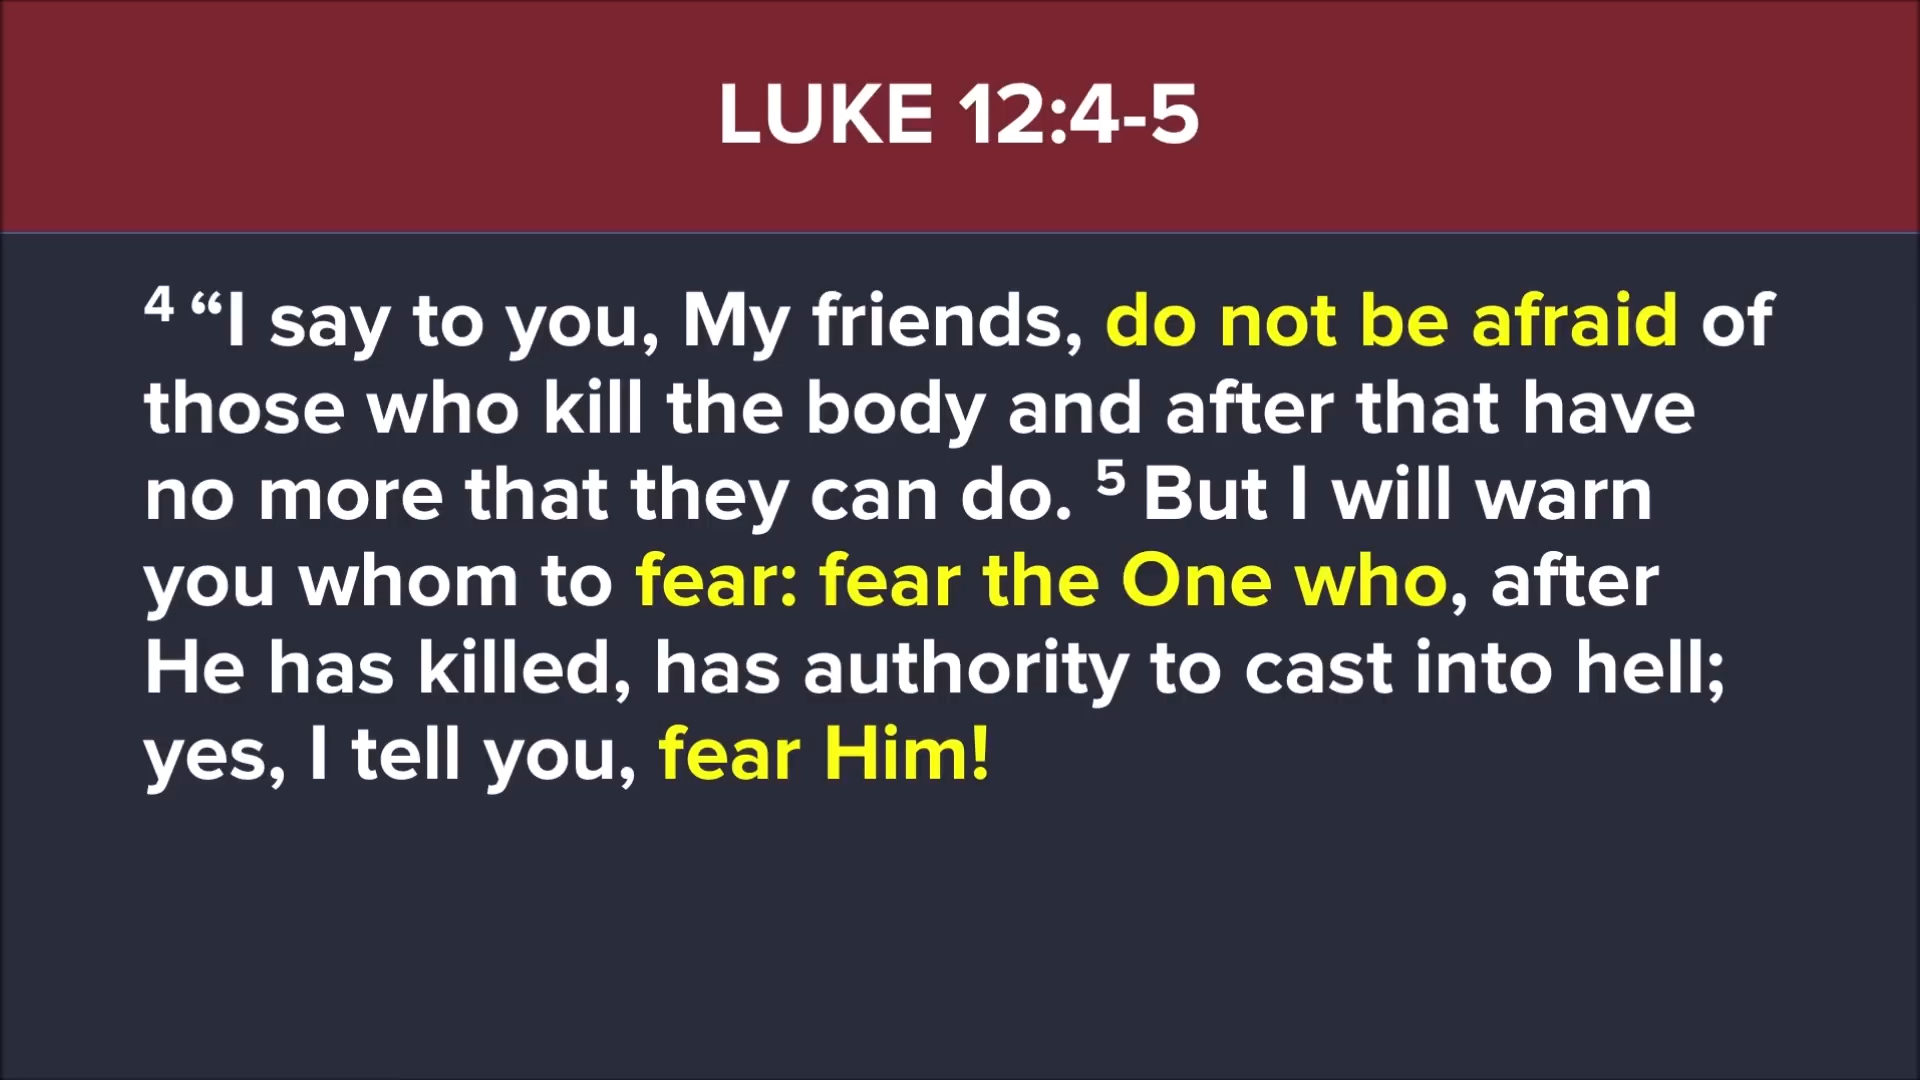 LUKE 12:4-5
4 “I say to you, My friends, do not be afraid of
those who kill the body and after that have
no more that they can do. 5 But I will warn
you whom to fear: fear the One who, after
He has killed, has authority to cast into hell;
yes, I tell you, fear Him!